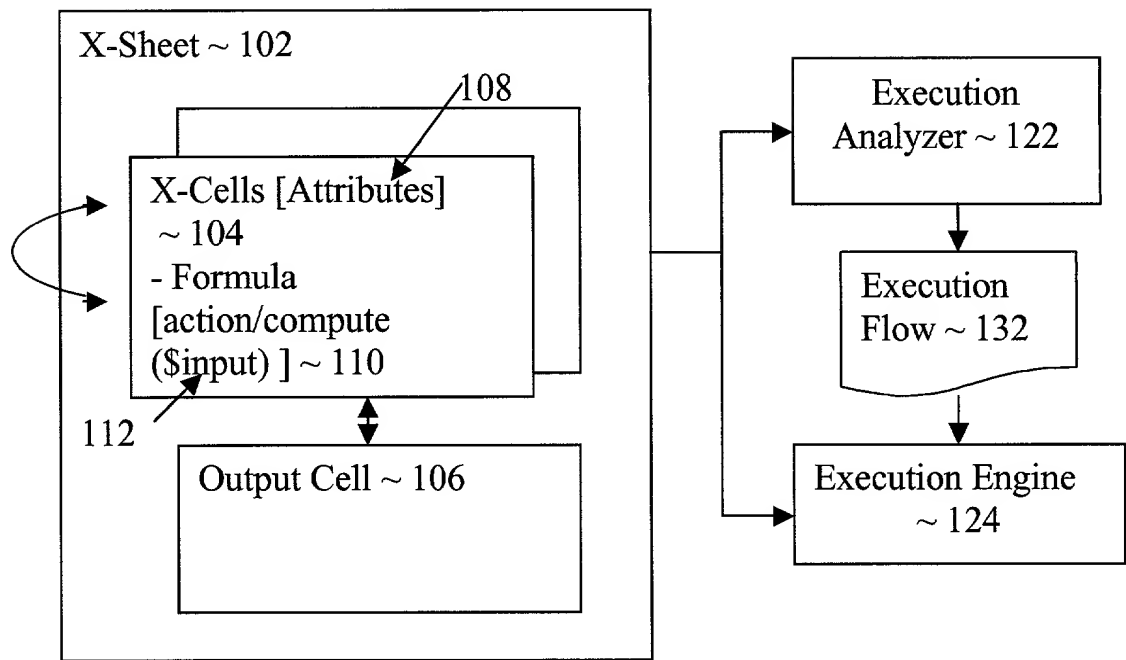 X-Sheet ~ 102
108
X-Cells [Attributes]
~ 104
- Formula
[action/compute
($input) ] ~ 110
112
Output Cell ~ 106
Execution
Analyzer ~ 122
Execution
Flow ~ 132
Execution Engine
~ 124